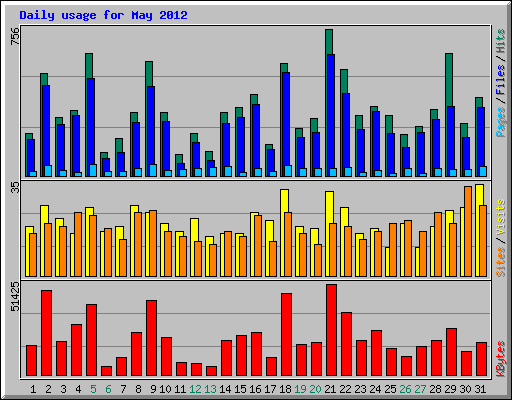 Daily usage for May 2012
756
Pages / Files / Hits
35
Sites / Visits
51425
KBytes
1 2 3 4 5 6 7 8 9 10 11 12 13 14 15 16 17 18 19 20 21 22 23 24 25 26 27 28 29 30 31